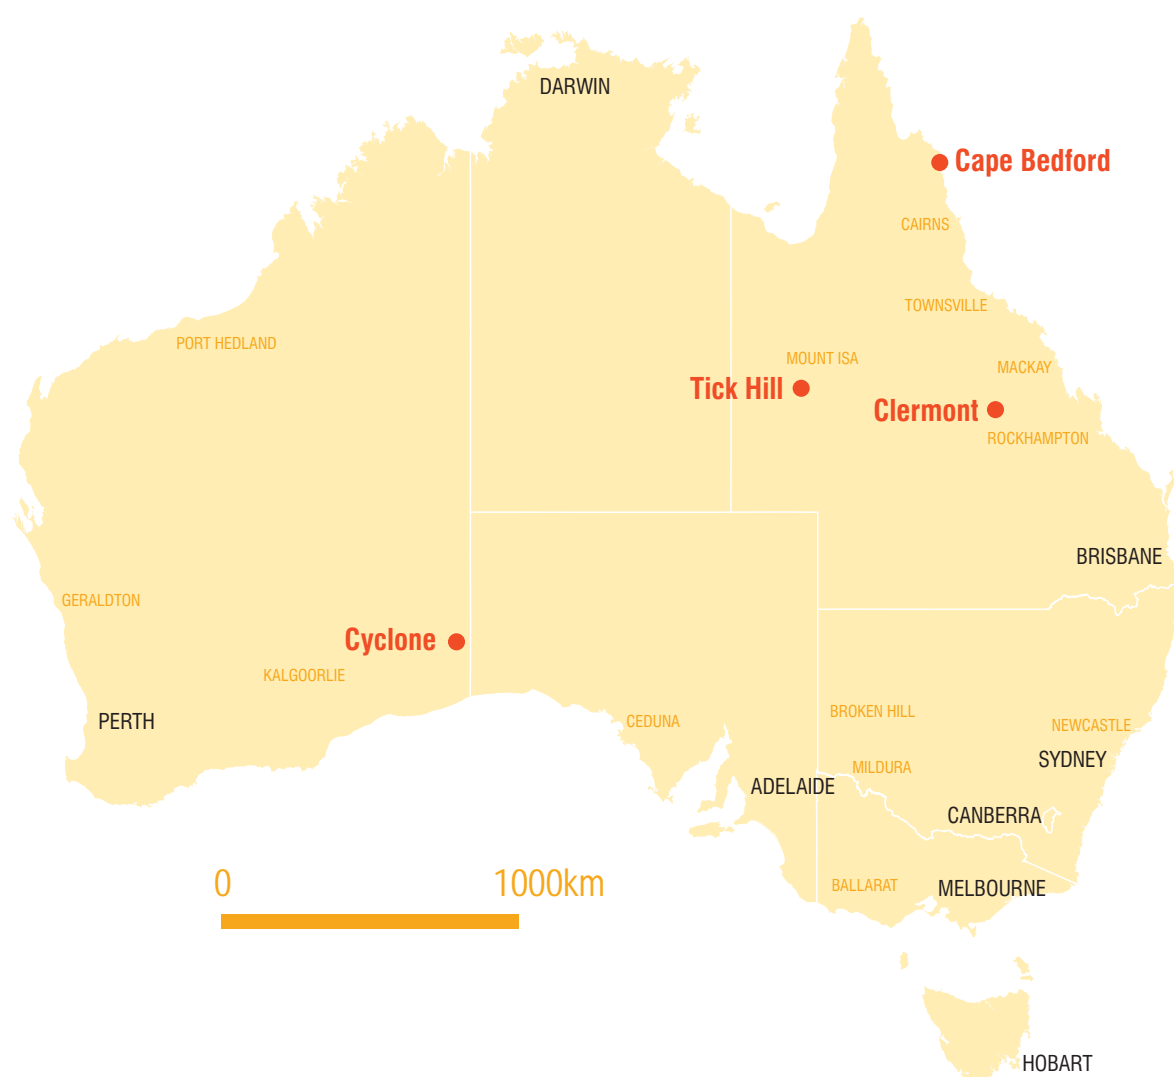 DARWIN
Cape Bedford
CAIRNS
TOWNSVILLE
PORT HEDLAND
MOUNT ISA
MACKAY
Tick Hill
Clermont
ROCKHAMPTON
BRISBANE
GERALDTON
Cyclone
KALGOORLIE
PERTH
CEDUNA
BROKEN HILL
NEWCASTLE
SYDNEY
MILDURA
ADELAIDE
CANBERRA
0 1000km
BALLARAT
MELBOURNE
HOBART